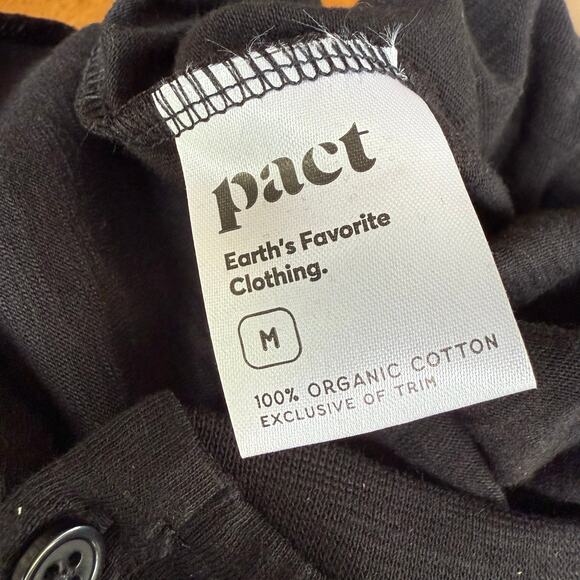 pact
Earth's Favorite
Clothing.
M
100% ORGANIC COTTON
EXCLUSIVE OF TRIM